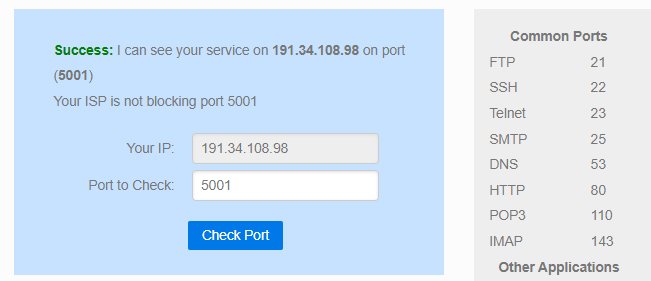 Success: I can see your service on 191.34.108.98 on port
(5001)
Your ISP is not blocking port 5001
Your IP: 191.34.108.98
Port to Check: 5001
Check Port
Common Ports
FTP 21
SSH 22
Telnet 23
SMTP 25
DNS 53
HTTP 80
POP3 110
IMAP 143
Other Applications